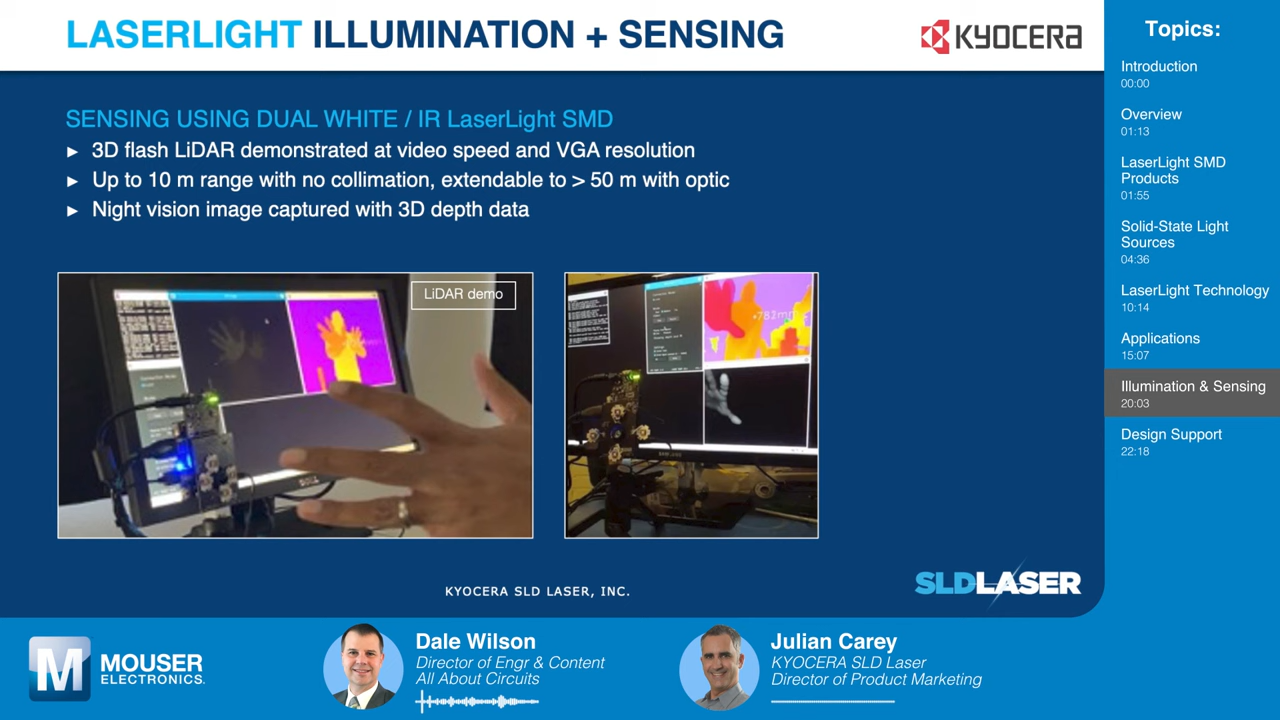 LASERLIGHT ILLUMINATION + SENSING
KYOCERA
SENSING USING DUAL WHITE / IR LaserLight SMD
► 3D flash LiDAR demonstrated at video speed and VGA resolution
► Up to 10 m range with no collimation, extendable to > 50 m with optic
► Night vision image captured with 3D depth data
LiDAR demo
DELL
KYOCERA SLD LASER, INC.
SLDLASER
Topics:
Introduction
00:00
Overview
01:13
LaserLight SMD
Products
01:55
Solid-State Light
Sources
04:36
LaserLight Technology
10:14
Applications
15:07
Illumination & Sensing
20:03
Design Support
22:18
M MOUSER
ELECTRONICS.
Dale Wilson
Director of Engr & Content
All About Circuits
Julian Carey
KYOCERA SLD Laser
Director of Product Marketing